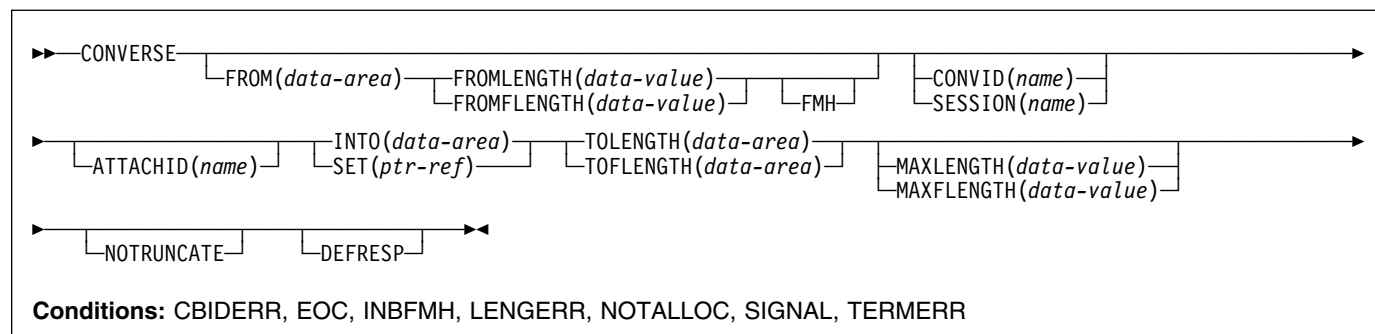 CONVERSE
FROM(data-area) FROMLENGTH(data-value) CONVID(name)
FROMFLENGTH(data-value) FMH SESSION(name)
INTO(data-area) TOLENGTH(data-area)
ATTACHID(name) SET(ptr-ref) TOFLENGTH(data-area) MAXLENGTH(data-value)
MAXFLENGTH(data-value)
NOTRUNCATE DEFRESP
Conditions: CBIDERR, EOC, INBFMH, LENGERR, NOTALLOC, SIGNAL, TERMERR